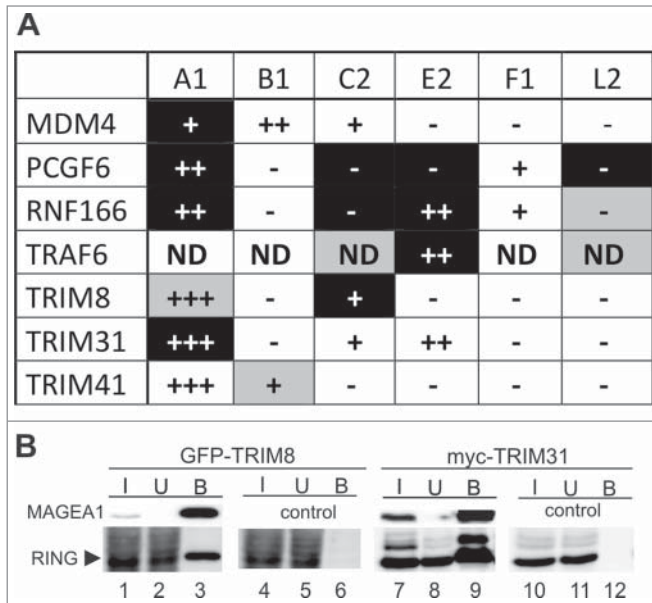 A
A1 B1 C2 E2 F1 L2
MDM4 + ++ + - - -
PCGF6 ++ - - - + -
RNF166 ++ - - ++ + -
TRAF6 ND ND ND ++ ND ND
TRIM8 +++ - + - - -
TRIM31 +++ - + ++ - -
TRIM41 +++ + - - - -
B
GFP-TRIM8 myc-TRIM31
I U B I U B I U B I U B
MAGEA1 control control
RING ►
1 2 3 4 5 6 7 8 9 10 11 12